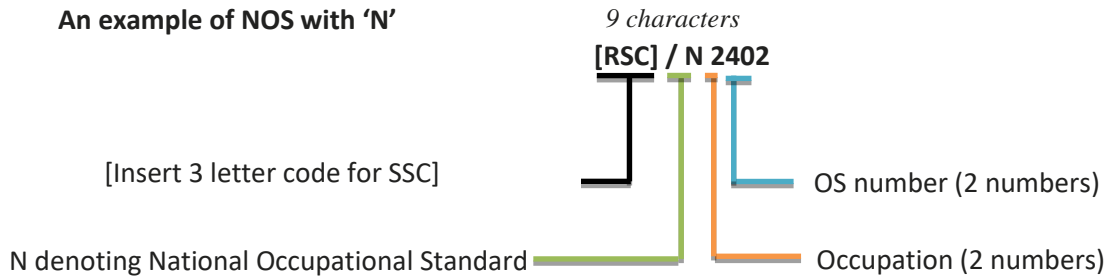 An example of NOS with ‘N’
9 characters
[RSC] / N 2402
[Insert 3 letter code for SSC]
OS number (2 numbers)
N denoting National Occupational Standard
Occupation (2 numbers)